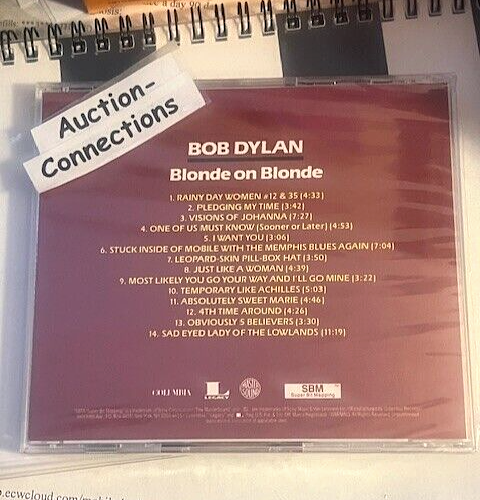 a day 90 d
Auction-
Connections
BOB DYLAN
Blonde on Blonde
1. RAINY DAY WOMEN #12 & 35 (4:33)
2. PLEDGING MY TIME (3:42)
3. VISIONS OF JOHANNA (7:27)
4. ONE OF US MUST KNOW (Sooner or Later) (4:53)
5. I WANT YOU (3:06)
6. STUCK INSIDE OF MOBILE WITH THE MEMPHIS BLUES AGAIN (7:04)
7. LEOPARD-SKIN PILL-BOX HAT (3:50)
8. JUST LIKE A WOMAN (4:39)
9. MOST LIKELY YOU GO YOUR WAY AND I'LL GO MINE (3:22)
10. TEMPORARY LIKE ACHILLES (5:03)
11. ABSOLUTELY SWEET MARIE (4:46)
12. 4TH TIME AROUND (4:26)
13. OBVIOUSLY 5 BELIEVERS (3:30)
14. SAD EYED LADY OF THE LOWLANDS (11:19)
COLUMBIA
L
LEGACY
MASTER
SOUND
SBM
Super Bit Mapping